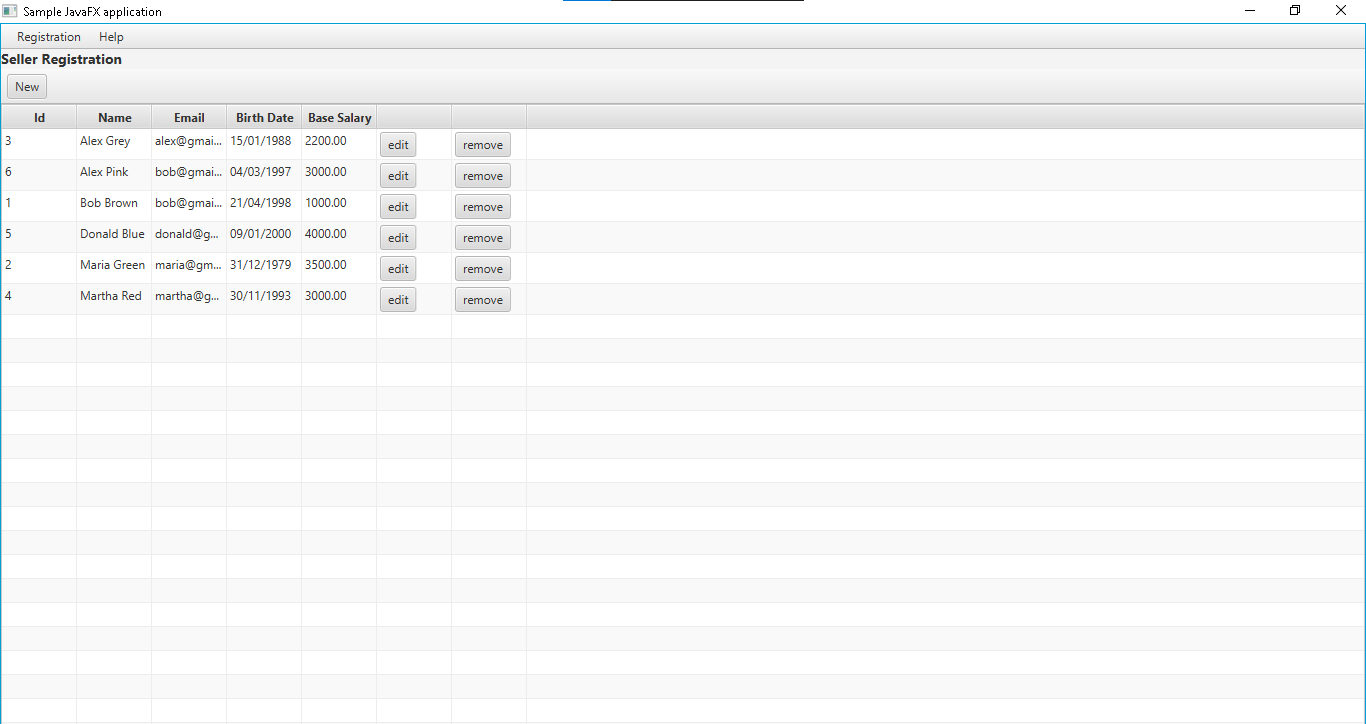 Sample JavaFX application
Registration Help
Seller Registration
New
Id Name Email Birth Date Base Salary
3 Alex Grey alex@gmai... 15/01/1988 2200.00 edit remove
6 Alex Pink bob@gmai... 04/03/1997 3000.00 edit remove
1 Bob Brown bob@gmai... 21/04/1998 1000.00 edit remove
5 Donald Blue donald@g... 09/01/2000 4000.00 edit remove
2 Maria Green maria@gm... 31/12/1979 3500.00 edit remove
4 Martha Red martha@g... 30/11/1993 3000.00 edit remove